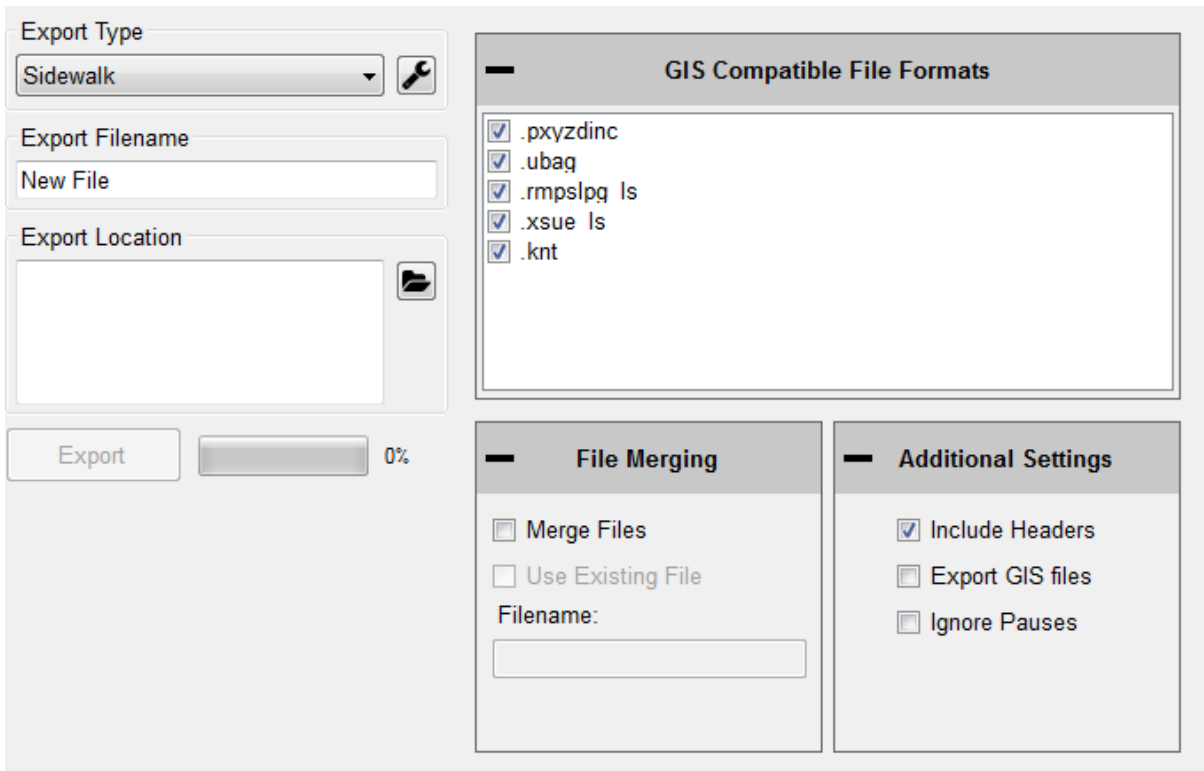 Export Type
Sidewalk
Export Filename
New File
Export Location
Export
0%
GIS Compatible File Formats
.pxyzdinc
.ubag
.rmpslpg_ls
.xsue_ls
.knt
File Merging
Merge Files
Use Existing File
Filename:
Additional Settings
Include Headers
Export GIS files
Ignore Pauses